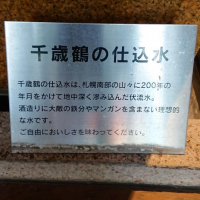 千歳鶴の仕込水
千歳鶴の仕込水は、札幌南部の山々に200年の
年月をかけて地中深く滲み込んだ伏流水。
酒造りに大敵の鉄分やマンガンを含まない理想的
な水です。
ご自由においしさを味わってください。